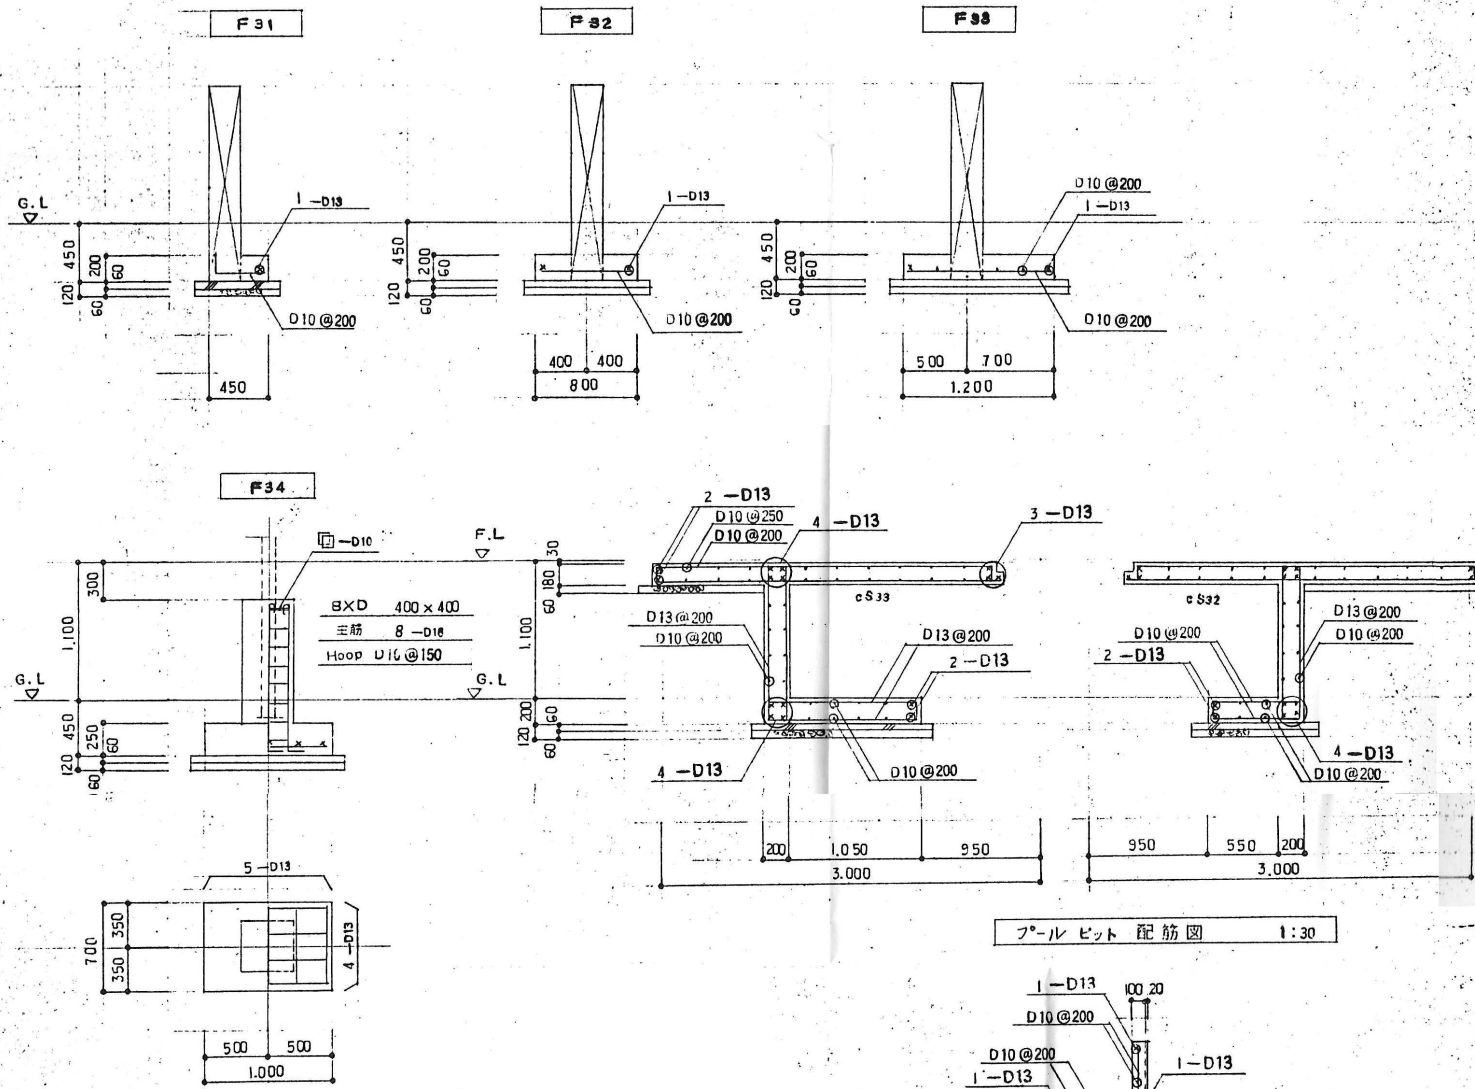 F31
F32
F33
G.L
450
200
60
120
60
1-D13
D10@200
450
450
200
60
120
60
1-D13
D10@200
400
400
800
450
200
60
120
60
D10@200
1-D13
D10@200
500
700
1.200
F34
F.L
300
1.100
G.L
450
250
60
120
60
-D10
B×D 400×400
主筋 8-D16
Hoop D10@150
G.L
30
180
60
1.100
200
60
120
60
2-D13
D10@250
D10@200
4-D13
3-D13
cS33
D13@200
D10@200
D13@200
2-D13
4-D13
D10@200
200
1.050
950
3.000
cS32
D13@200
D10@200
D10@200
2-D13
4-D13
D10@200
950
550
200
3.000
5-D13
4-D13
700
350
350
500
500
1.000
プール ピット 配筋図 1:30
1-D13
100 20
D10@200
D10@200
1-D13
1-D13